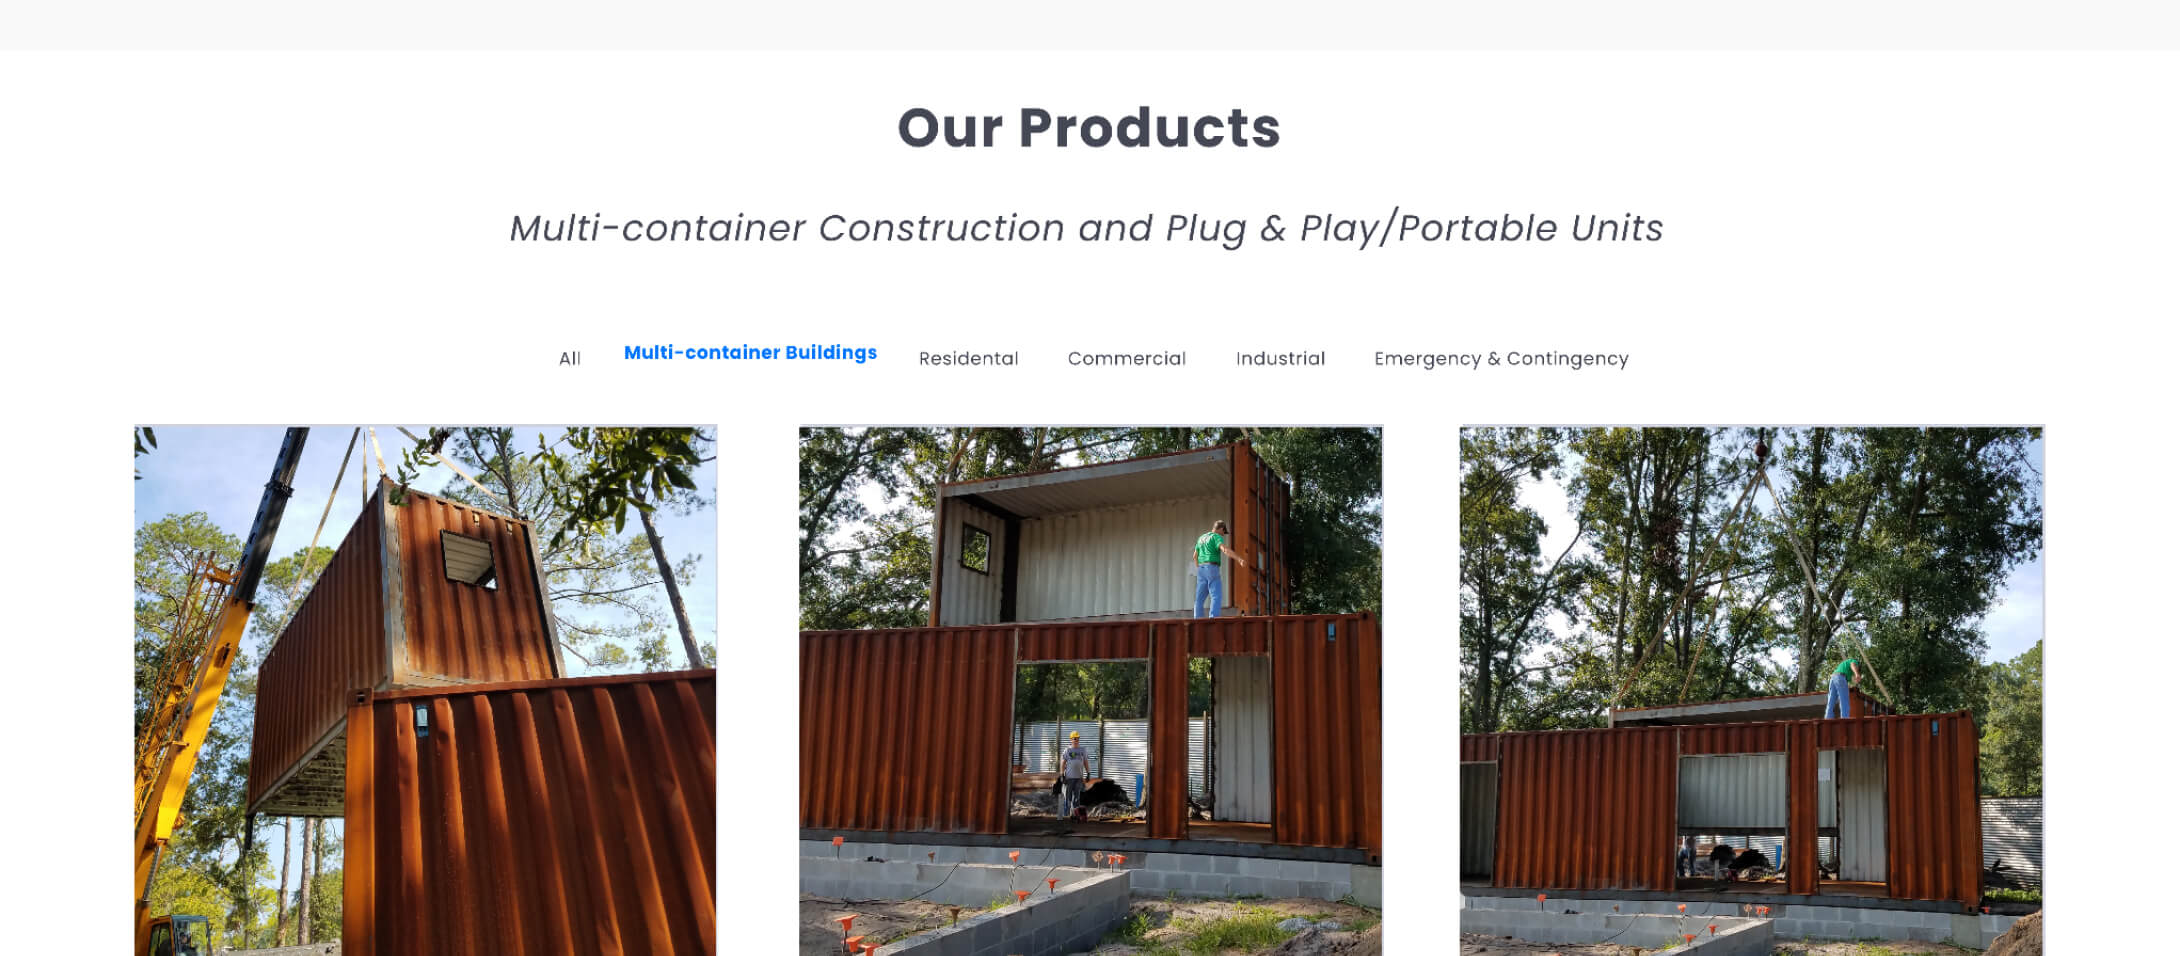 Our Products
Multi-container Construction and Plug & Play/Portable Units
All Multi-container Buildings Residental Commercial Industrial Emergency & Contingency